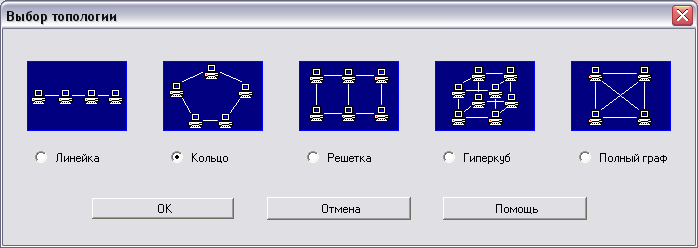 Выбор топологии
Линейка Кольцо Решетка Гиперкуб Полный граф
OK Отмена Помощь